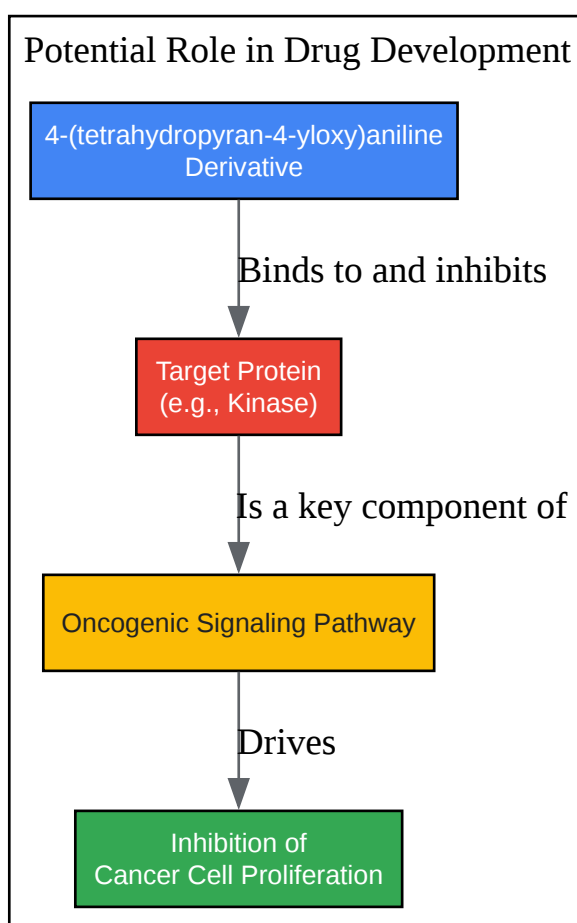 Potential Role in Drug Development
4-(tetrahydropyran-4-yloxy)aniline
Derivative
Binds to and inhibits
Target Protein
(e.g., Kinase)
Is a key component of
Oncogenic Signaling Pathway
Drives
Inhibition of
Cancer Cell Proliferation